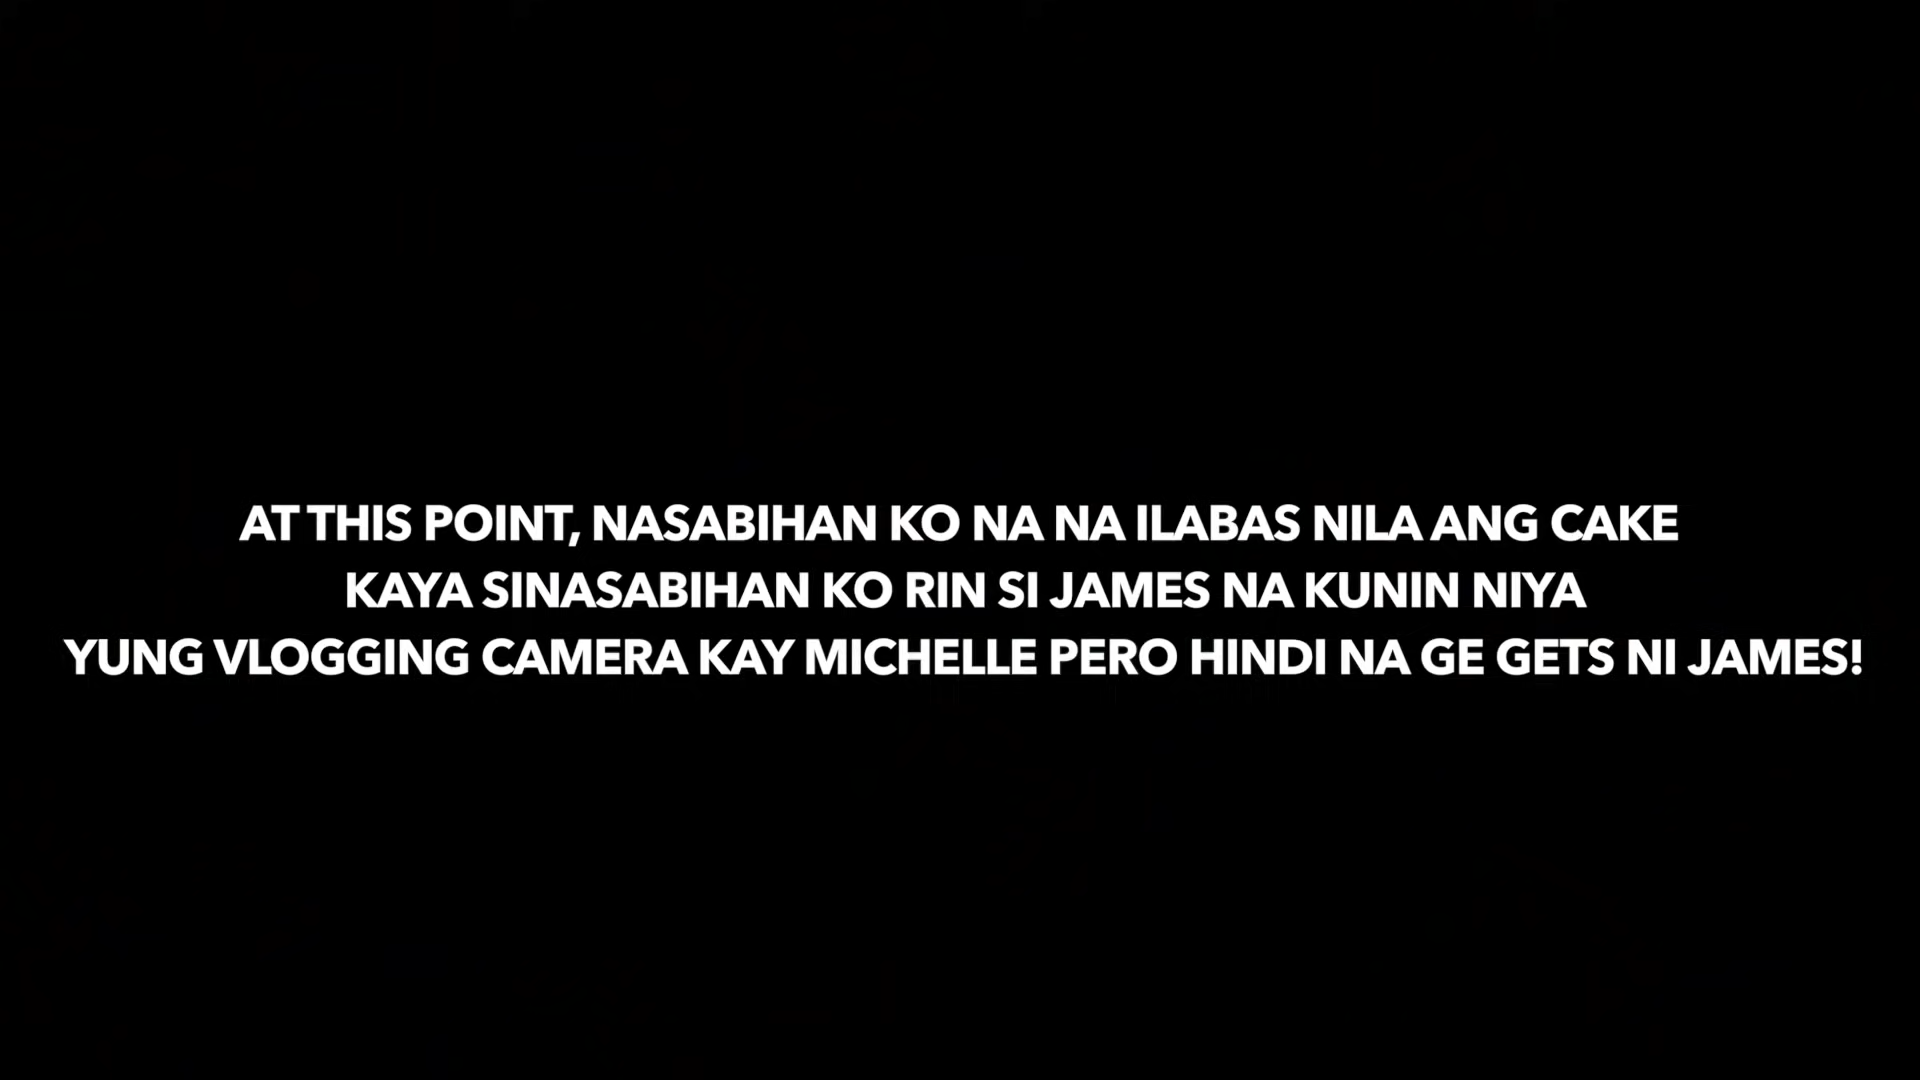 AT THIS POINT, NASABIHAN KO NA NA ILABAS NILA ANG CAKE
KAYA SINASABIHAN KO RIN SI JAMES NA KUNIN NIYA
YUNG VLOGGING CAMERA KAY MICHELLE PERO HINDI NA GE GETS NI JAMES!